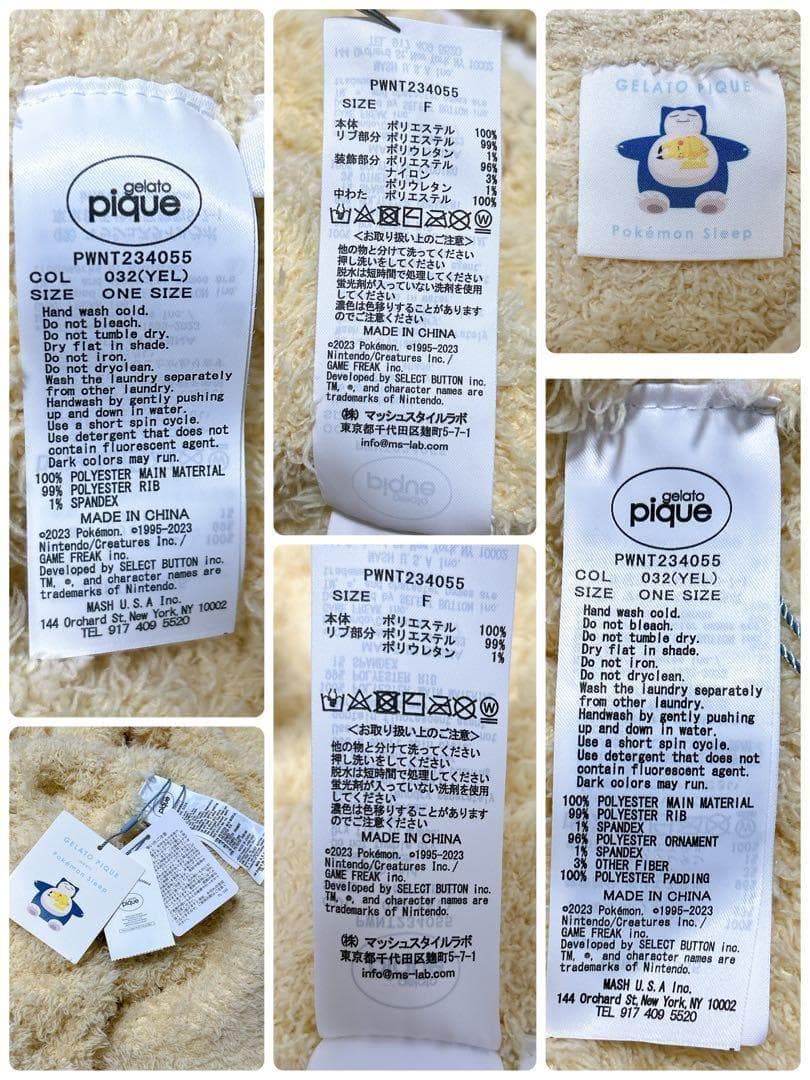 gelato
pique
PWNT234055
COL 032(YEL)
SIZE ONE SIZE
Hand wash cold.
Do not bleach.
Do not tumble dry.
Dry flat in shade.
Do not iron.
Do not dryclean.
Wash the laundry separately
from other laundry.
Handwash by gently pushing
up and down in water.
Use a short spin cycle.
Use detergent that does not
contain fluorescent agent.
Dark colors may run.
100% POLYESTER MAIN MATERIAL
99% POLYESTER RIB
1% SPANDEX
MADE IN CHINA
©2023 Pokémon. ©1995-2023
Nintendo/Creatures Inc./
GAME FREAK inc.
Developed by SELECT BUTTON inc.
TM, ®, and character names are
trademarks of Nintendo.
MASH U.S.A Inc.
144 Orchard St, New York, NY 10002
TEL 917 409 5520
PWNT234055
SIZE F
本体 ポリエステル 100%
リブ部分 ポリエステル 99%
ポリウレタン 1%
装飾部分 ポリエステル 96%
ナイロン 3%
ポリウレタン 1%
中わた ポリエステル 100%
<お取り扱い上のご注意>
他の物と分けて洗ってください
押し洗いをしてください
脱水は短時間で処理してください
蛍光剤が入っていない洗剤を使用
してください
濃色は色移りすることがあります
のでご注意ください
MADE IN CHINA
©2023 Pokémon. ©1995-2023
Nintendo/Creatures Inc./
GAME FREAK inc.
Developed by SELECT BUTTON inc.
TM, ®, and character names are
trademarks of Nintendo.
(株) マッシュスタイルラボ
東京都千代田区麹町5-7-1
info@ms-lab.com
GELATO PIQUE
Pokémon Sleep
GELATO PIQUE
Pokémon Sleep
pique
pique
PWNT234055
SIZE F
本体 ポリエステル 100%
リブ部分 ポリエステル 99%
ポリウレタン 1%
<お取り扱い上のご注意>
他の物と分けて洗ってください
押し洗いをしてください
脱水は短時間で処理してください
蛍光剤が入っていない洗剤を使用
してください
濃色は色移りすることがあります
のでご注意ください
MADE IN CHINA
©2023 Pokémon. ©1995-2023
Nintendo/Creatures Inc./
GAME FREAK inc.
Developed by SELECT BUTTON inc.
TM, ®, and character names are
trademarks of Nintendo.
(株) マッシュスタイルラボ
東京都千代田区麹町5-7-1
info@ms-lab.com
gelato
pique
PWNT234055
COL 032(YEL)
SIZE ONE SIZE
Hand wash cold.
Do not bleach.
Do not tumble dry.
Dry flat in shade.
Do not iron.
Do not dryclean.
Wash the laundry separately
from other laundry.
Handwash by gently pushing
up and down in water.
Use a short spin cycle.
Use detergent that does not
contain fluorescent agent.
Dark colors may run.
100% POLYESTER MAIN MATERIAL
99% POLYESTER RIB
1% SPANDEX
96% POLYESTER ORNAMENT
1% SPANDEX
3% OTHER FIBER
100% POLYESTER PADDING
MADE IN CHINA
©2023 Pokémon. ©1995-2023
Nintendo/Creatures Inc./
GAME FREAK inc.
Developed by SELECT BUTTON inc.
TM, ®, and character names are
trademarks of Nintendo.
MASH U.S.A Inc.
144 Orchard St, New York, NY 10002
TEL 917 409 5520